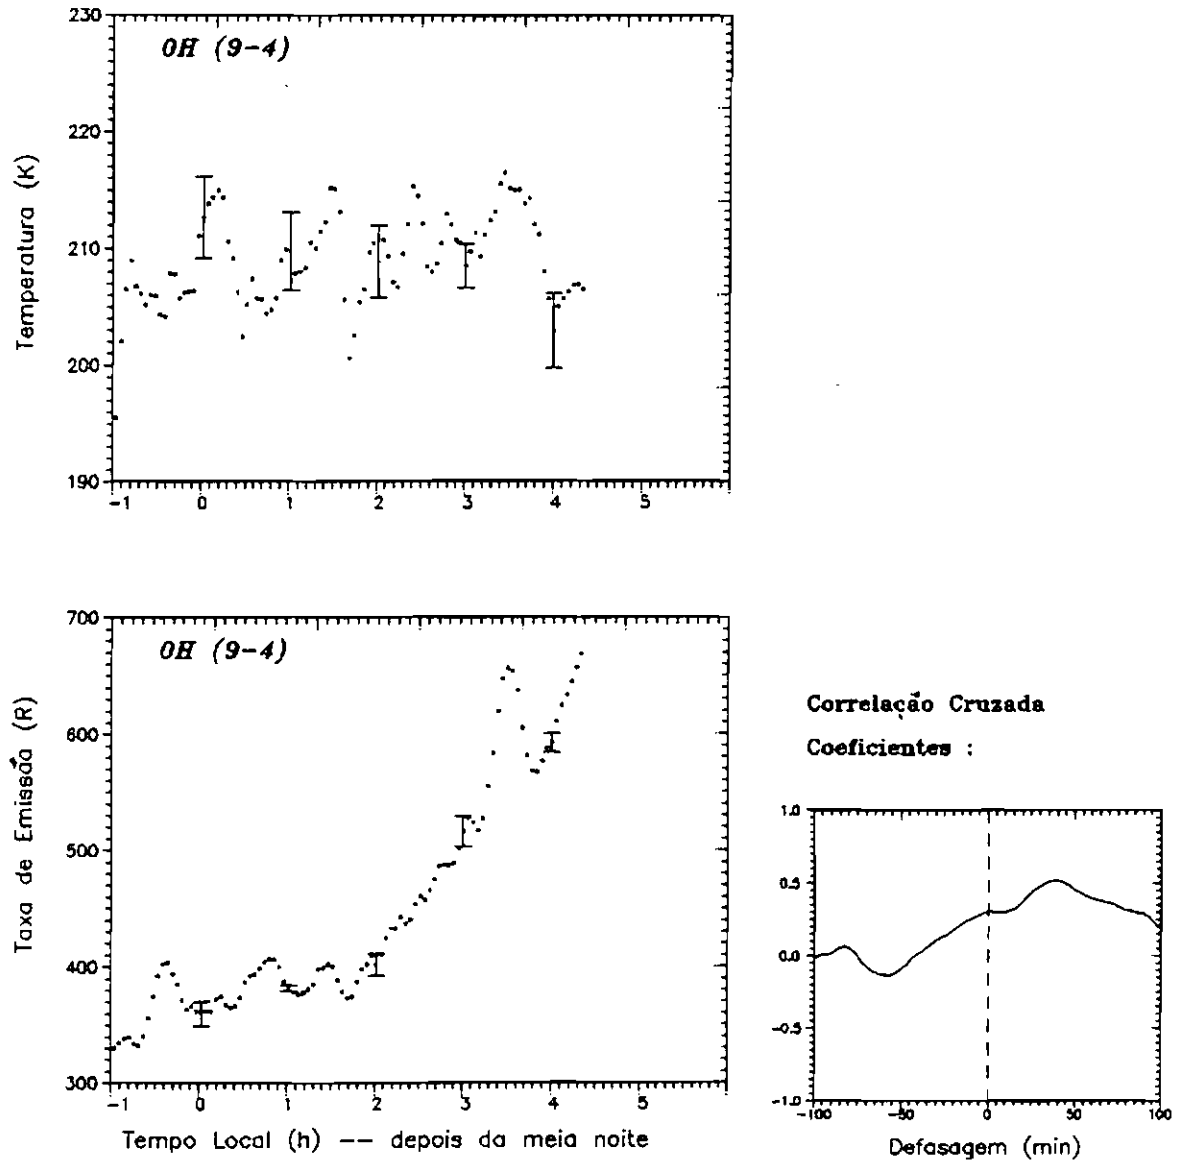 230
OH (9-4)
220
210
200
190
Temperatura (K)
-1 0 1 2 3 4 5
700
OH (9-4)
600
500
400
300
Taxa de Emissão (R)
-1 0 1 2 3 4 5
Tempo Local (h) -- depois da meia noite
Correlação Cruzada
Coeficientes :
1.0
0.5
0.0
-0.5
-1.0
-100 -50 0 50 100
Defasagem (min)